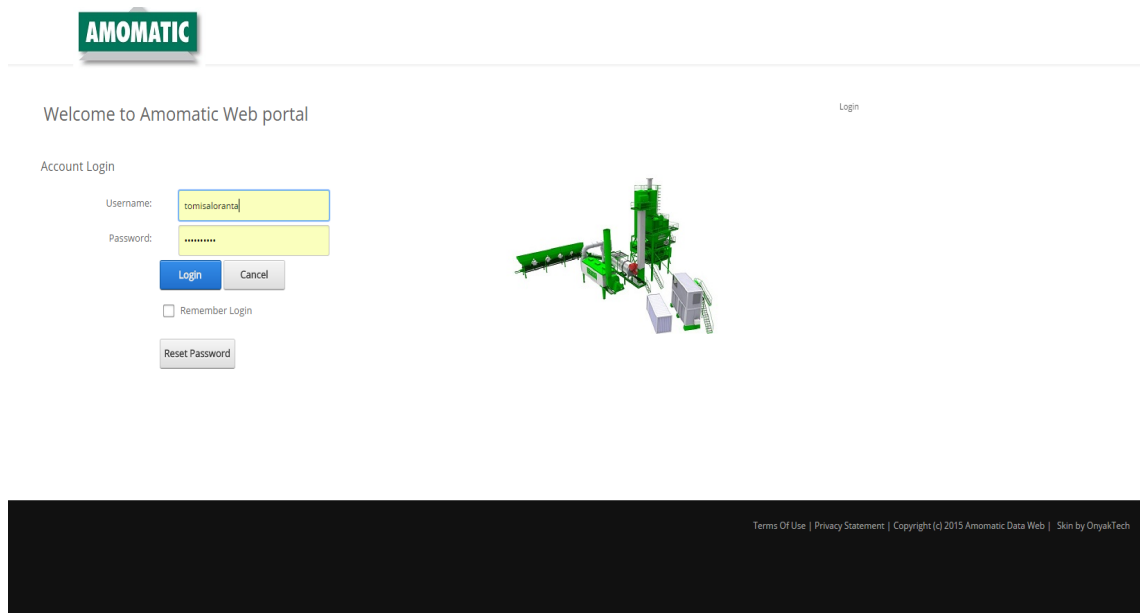 AMOMATIC
Welcome to Amomatic Web portal
Login
Account Login
Username:
tomisaloranta
Password:
••••••••••
Login Cancel
Remember Login
Reset Password
Terms Of Use | Privacy Statement | Copyright (c) 2015 Amomatic Data Web | Skin by OnyakTech